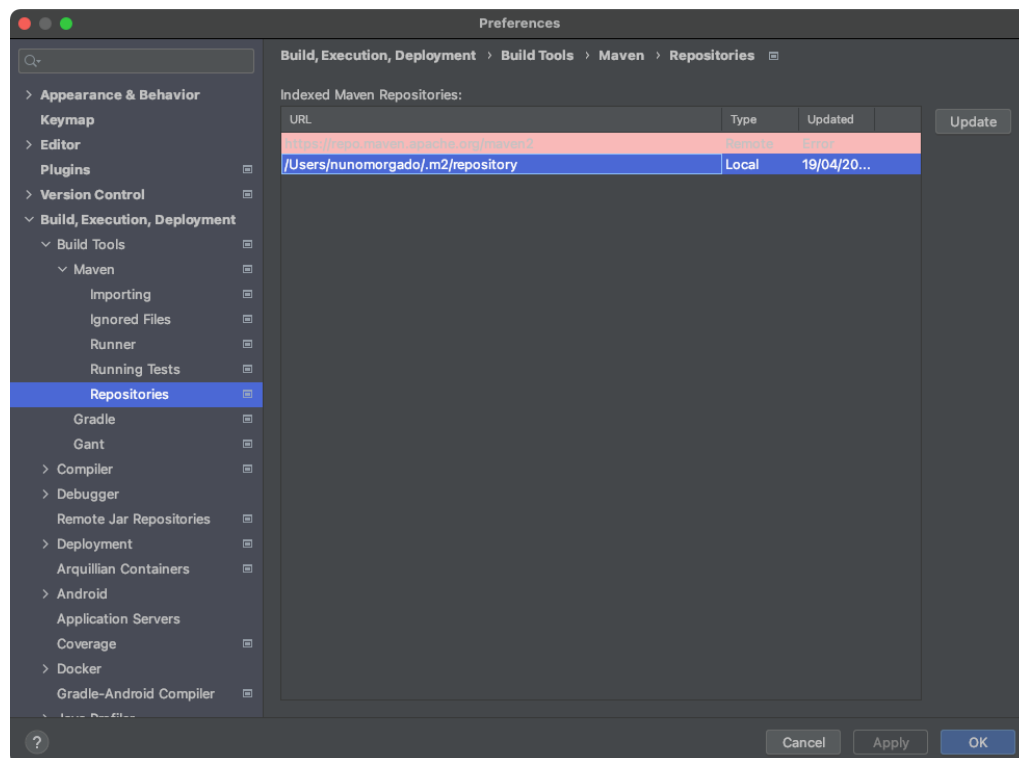 Preferences
Build, Execution, Deployment › Build Tools › Maven › Repositories
Appearance & Behavior
Keymap
Editor
Plugins
Version Control
Build, Execution, Deployment
Build Tools
Maven
Importing
Ignored Files
Runner
Running Tests
Repositories
Gradle
Gant
Compiler
Debugger
Remote Jar Repositories
Deployment
Arquillian Containers
Android
Application Servers
Coverage
Docker
Gradle-Android Compiler
Indexed Maven Repositories:
URL Type Updated
https://repo.maven.apache.org/maven2 Remote Error
/Users/nunomorgado/.m2/repository Local 19/04/20...
Update
?
Cancel Apply OK